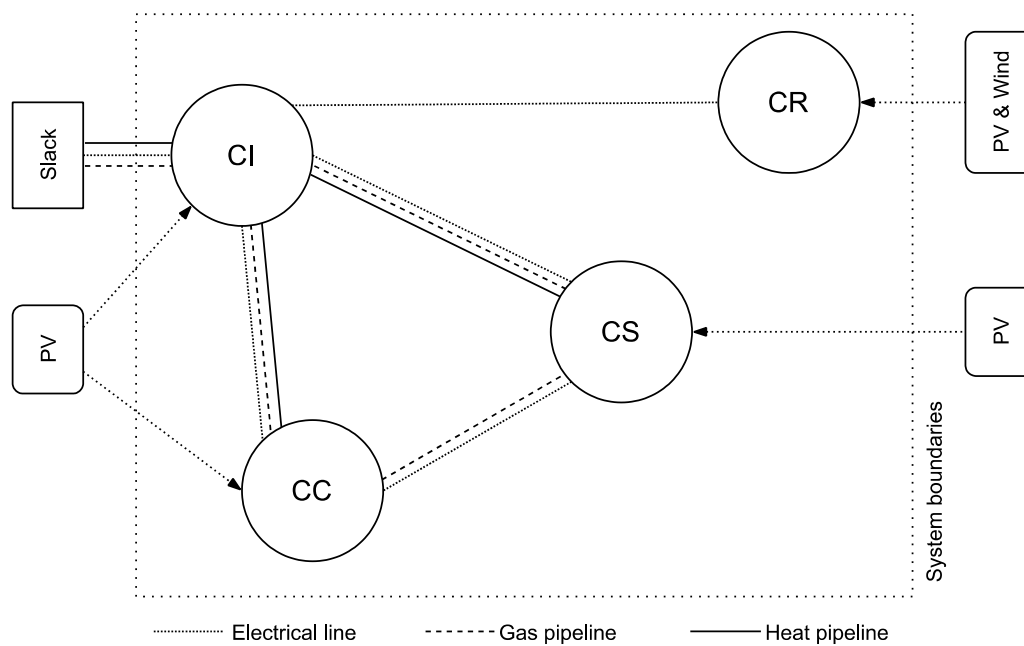 CR
PV & Wind
CI
Slack
CS
PV
PV
CC
System boundaries
Electrical line
Gas pipeline
Heat pipeline